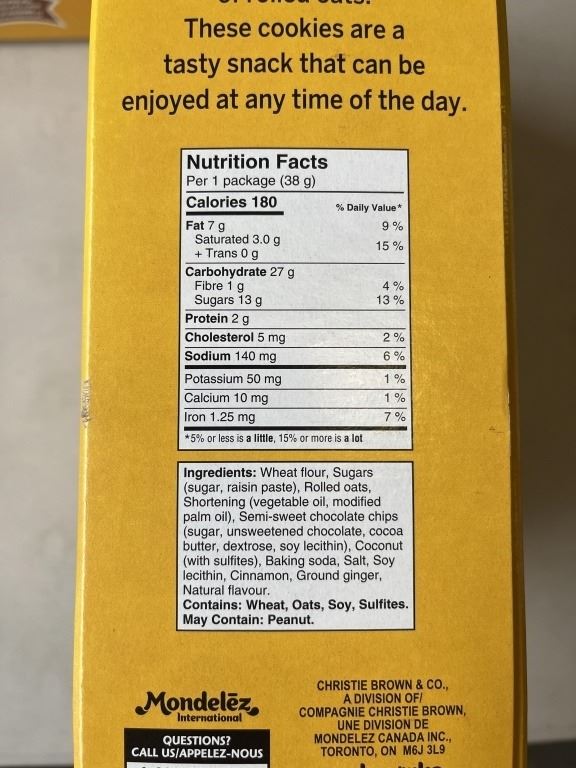 These cookies are a
tasty snack that can be
enjoyed at any time of the day.
Nutrition Facts
Per 1 package (38 g)
Calories 180
% Daily Value*
Fat 7 g 9 %
Saturated 3.0 g
+ Trans 0 g 15 %
Carbohydrate 27 g
Fibre 1 g 4 %
Sugars 13 g 13 %
Protein 2 g
Cholesterol 5 mg 2 %
Sodium 140 mg 6 %
Potassium 50 mg 1 %
Calcium 10 mg 1 %
Iron 1.25 mg 7 %
*5% or less is a little, 15% or more is a lot
Ingredients: Wheat flour, Sugars
(sugar, raisin paste), Rolled oats,
Shortening (vegetable oil, modified
palm oil), Semi-sweet chocolate chips
(sugar, unsweetened chocolate, cocoa
butter, dextrose, soy lecithin), Coconut
(with sulfites), Baking soda, Salt, Soy
lecithin, Cinnamon, Ground ginger,
Natural flavour.
Contains: Wheat, Oats, Soy, Sulfites.
May Contain: Peanut.
Mondelēz
International
QUESTIONS?
CALL US/APPELEZ-NOUS
CHRISTIE BROWN & CO.,
A DIVISION OF/
COMPAGNIE CHRISTIE BROWN,
UNE DIVISION DE
MONDELEZ CANADA INC.,
TORONTO, ON M6J 3L9